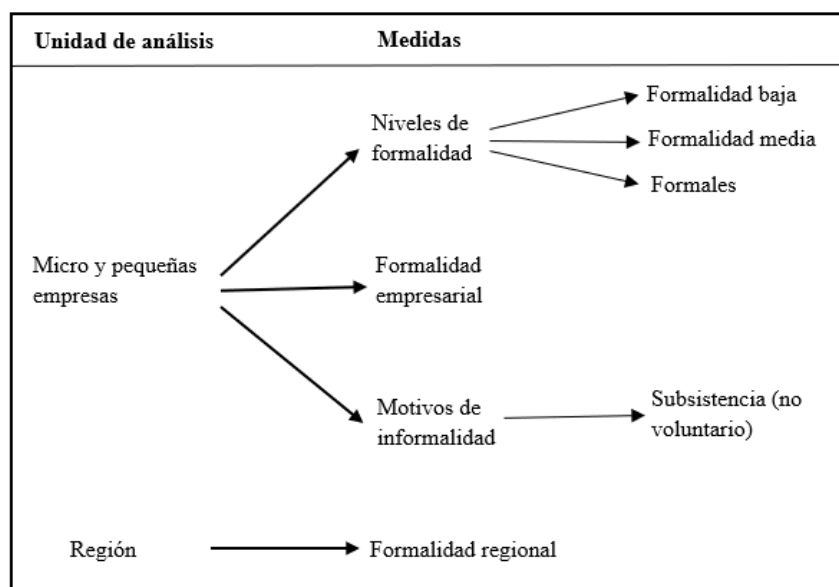 Unidad de análisis
Medidas
Formalidad baja
Niveles de
formalidad
Formalidad media
Formales
Micro y pequeñas
empresas
Formalidad
empresarial
Motivos de
informalidad
Subsistencia (no
voluntario)
Región
Formalidad regional